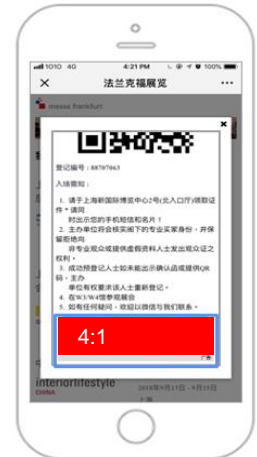 1010 4G 4:21 PM 100%
× 法兰克福展览 ...
messe frankfurt
×
登记编号：88707063
入场需知：
1. 请于上海新国际博览中心2号(北入口厅)领取证
件，请同
时出示您的手机短信和名片！
2. 主办单位将会核实阁下的专业买家身份，并保
留拒绝向
非专业观众或提供虚假资料人士发出观众证之
权利。
3. 成功预登记人士如未能出示确认函或提供QR
码，主办
单位有权要求该人士重新登记。
4. 在W3/W4馆参观展会
5. 如有任何疑问，欢迎以微信与我们联系。
4:1
广告
interiorlifestyle
CHINA
2018年9月13日 - 9月15日
上海